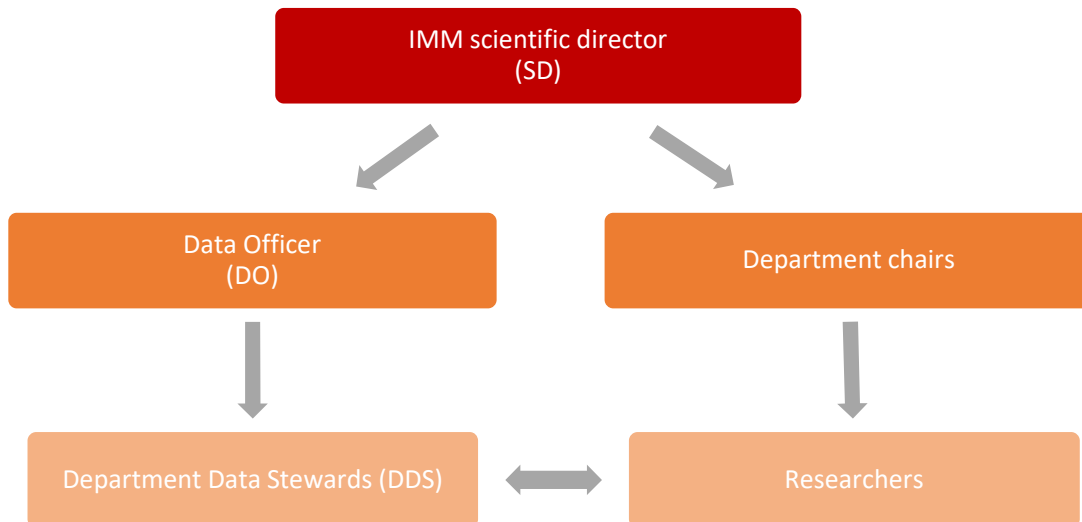 IMM scientific director
(SD)
Data Officer
(DO)
Department chairs
Department Data Stewards (DDS)
Researchers